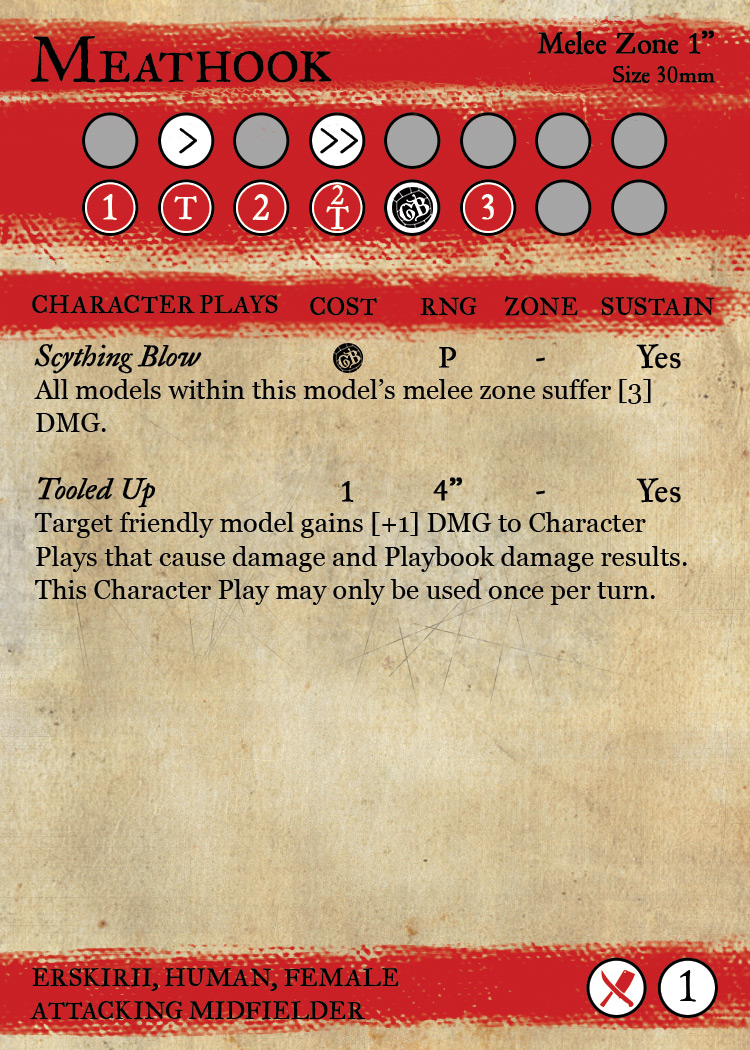 MEATHOOK
Melee Zone 1”
Size 30mm
> >>
1 T 2 2 T GB 3
CHARACTER PLAYS COST RNG ZONE SUSTAIN
Scything Blow GB P - Yes
All models within this model’s melee zone suffer [3]
DMG.
Tooled Up 1 4” - Yes
Target friendly model gains [+1] DMG to Character
Plays that cause damage and Playbook damage results.
This Character Play may only be used once per turn.
ERSKIRII, HUMAN, FEMALE
ATTACKING MIDFIELDER
1